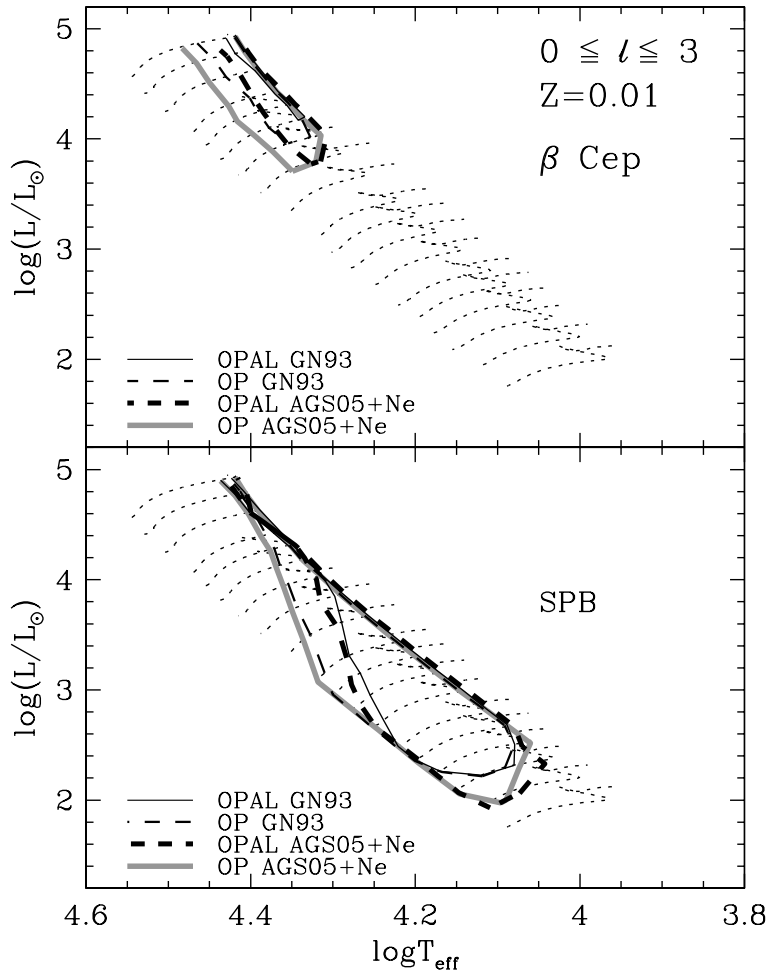 5
4
3
2
log(L/L⊙)
0 ≦ ℓ ≦ 3
Z=0.01
β Cep
OPAL GN93
OP GN93
OPAL AGS05+Ne
OP AGS05+Ne
5
4
3
2
log(L/L⊙)
SPB
OPAL GN93
OP GN93
OPAL AGS05+Ne
OP AGS05+Ne
4.6 4.4 4.2 4 3.8
logTeff